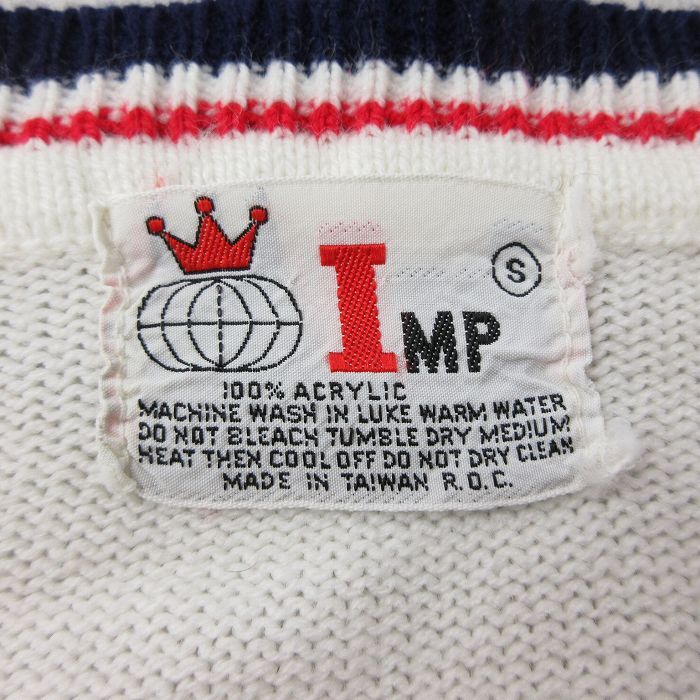 IMP S
100% ACRYLIC
MACHINE WASH IN LUKE WARM WATER
DO NOT BLEACH TUMBLE DRY MEDIUM
HEAT THEN COOL OFF DO NOT DRY CLEAN
MADE IN TAIWAN R.O.C.